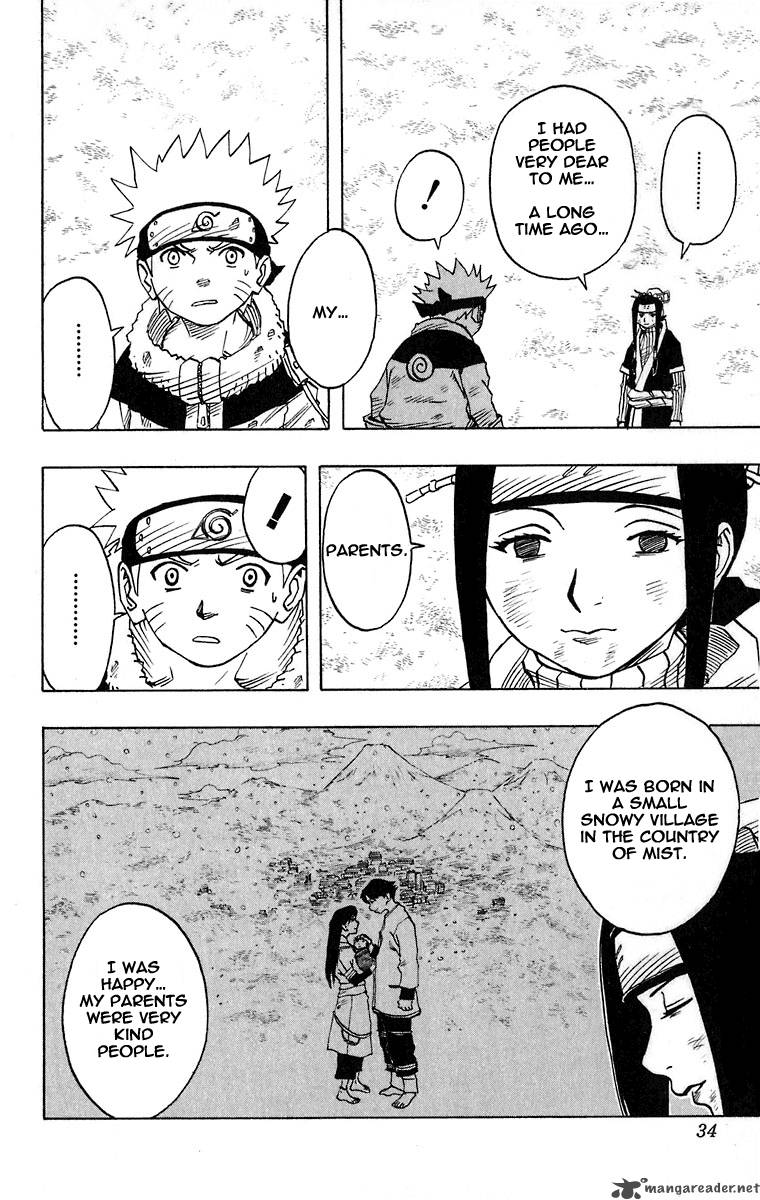 ..........
I HAD
PEOPLE
VERY DEAR
TO ME...
A LONG
TIME AGO...
!
MY...
..........
PARENTS.
!
..........
I WAS BORN IN
A SMALL
SNOWY VILLAGE
IN THE COUNTRY
OF MIST.
I WAS
HAPPY...
MY PARENTS
WERE VERY
KIND
PEOPLE.
34
mangareader.net